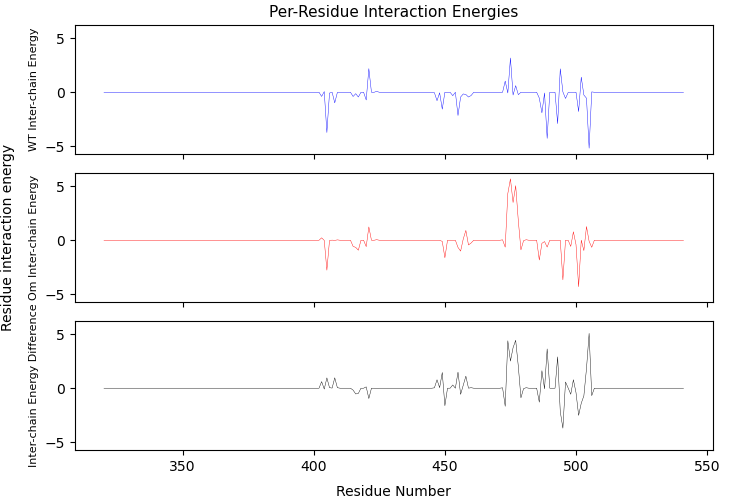 Per-Residue Interaction Energies
WT Inter-chain Energy
5
0
−5
Residue interaction energy
Om Inter-chain Energy
5
0
−5
Inter-chain Energy Difference
5
0
−5
350
400
450
500
550
Residue Number